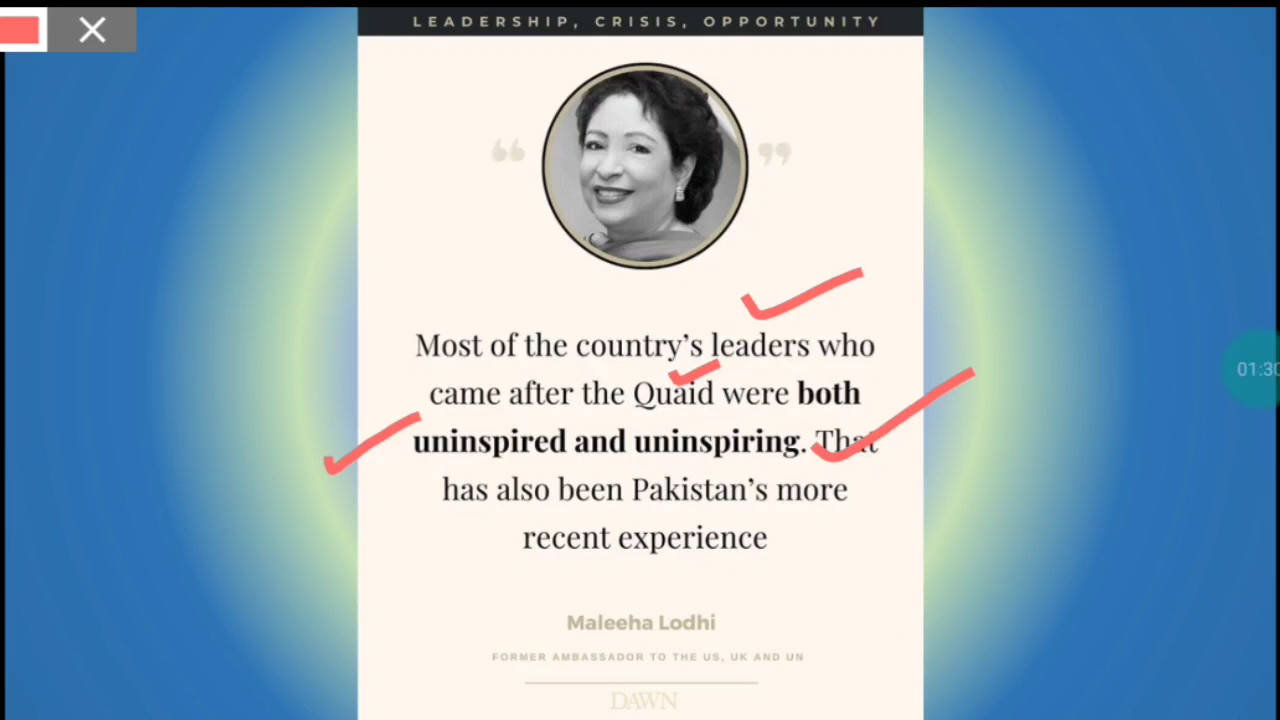 LEADERSHIP, CRISIS, OPPORTUNITY
“ ”
Most of the country’s leaders who
came after the Quaid were both
uninspired and uninspiring. That
has also been Pakistan’s more
recent experience
Maleeha Lodhi
FORMER AMBASSADOR TO THE US, UK AND UN
DAWN
01:30